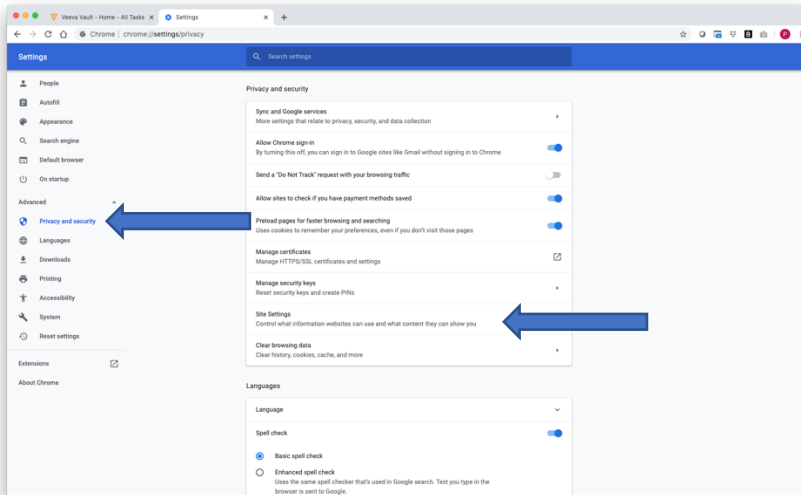 Veeva Vault - Home - All Tasks
Settings
Chrome | chrome://settings/privacy
P
Settings
Search settings
People
Autofill
Appearance
Search engine
Default browser
On startup
Advanced
Privacy and security
Languages
Downloads
Printing
Accessibility
System
Reset settings
Extensions
About Chrome
Privacy and security
Sync and Google services
More settings that relate to privacy, security, and data collection
Allow Chrome sign-in
By turning this off, you can sign in to Google sites like Gmail without signing in to Chrome
Send a "Do Not Track" request with your browsing traffic
Allow sites to check if you have payment methods saved
Preload pages for faster browsing and searching
Uses cookies to remember your preferences, even if you don't visit those pages
Manage certificates
Manage HTTPS/SSL certificates and settings
Manage security keys
Reset security keys and create PINs
Site Settings
Control what information websites can use and what content they can show you
Clear browsing data
Clear history, cookies, cache, and more
Languages
Language
Spell check
Basic spell check
Enhanced spell check
Uses the same spell checker that's used in Google search. Text you type in the
browser is sent to Google.